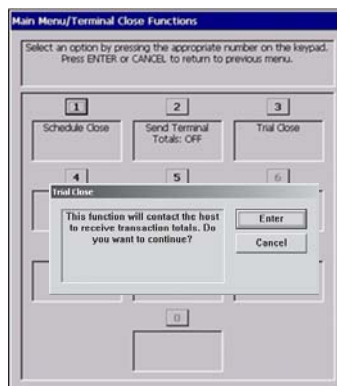 Main Menu/Terminal Close Functions
Select an option by pressing the appropriate number on the keypad.
Press ENTER or CANCEL to return to
previous menu.
1
2
3
Schedule Close
Send Terminal
Totals: OFF
Trial Close
4
5
6
Trial Close
This function will contact the host
to receive transaction totals. Do
you want to continue?
Enter
Cancel
0